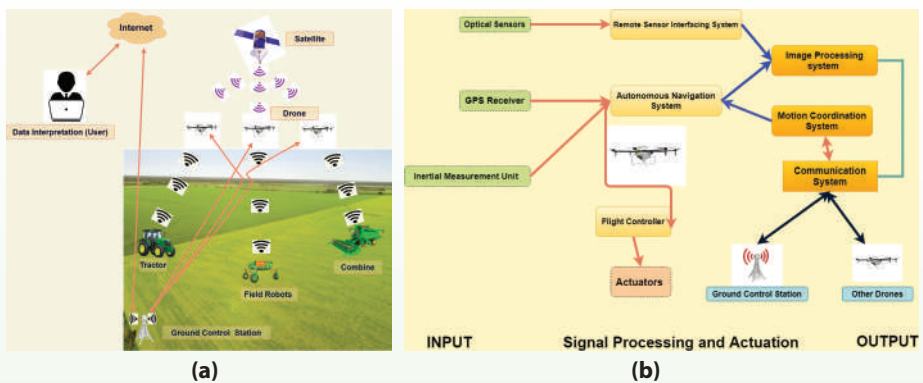 Internet
Satellite
Data Interpretation (User)
Drone
Tractor
Field Robots
Combine
Ground Control Station
(a)
Optical Sensors
Remote Sensor Interfacing System
Image Processing
system
GPS Receiver
Autonomous Navigation
System
Motion Coordination
System
Inertial Measurement Unit
Communication
System
Flight Controller
Actuators
Ground Control Station
Other Drones
INPUT
Signal Processing and Actuation
OUTPUT
(b)